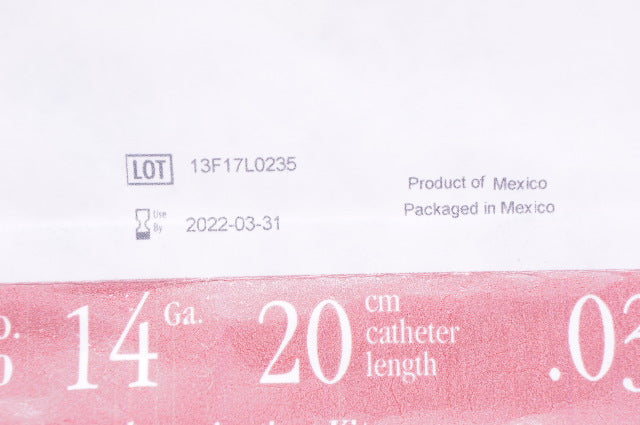 LOT 13F17L0235
Use By 2022-03-31
Product of Mexico
Packaged in Mexico
14 Ga. 20 cm catheter length .03